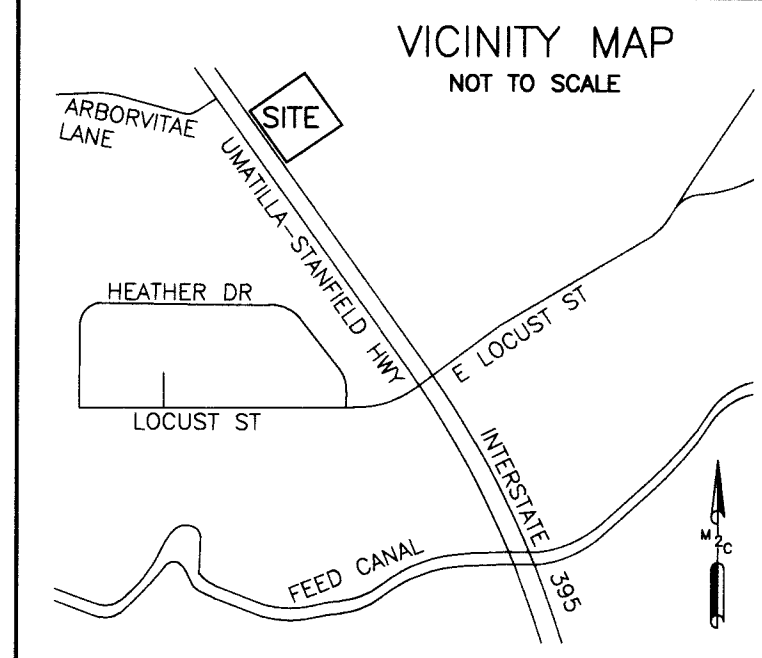 VICINITY MAP
NOT TO SCALE
ARBORVITAE
LANE
SITE
UMATILLA-STANFIELD HWY
HEATHER DR
E LOCUST ST
LOCUST ST
INTERSTATE 395
FEED CANAL
M2C